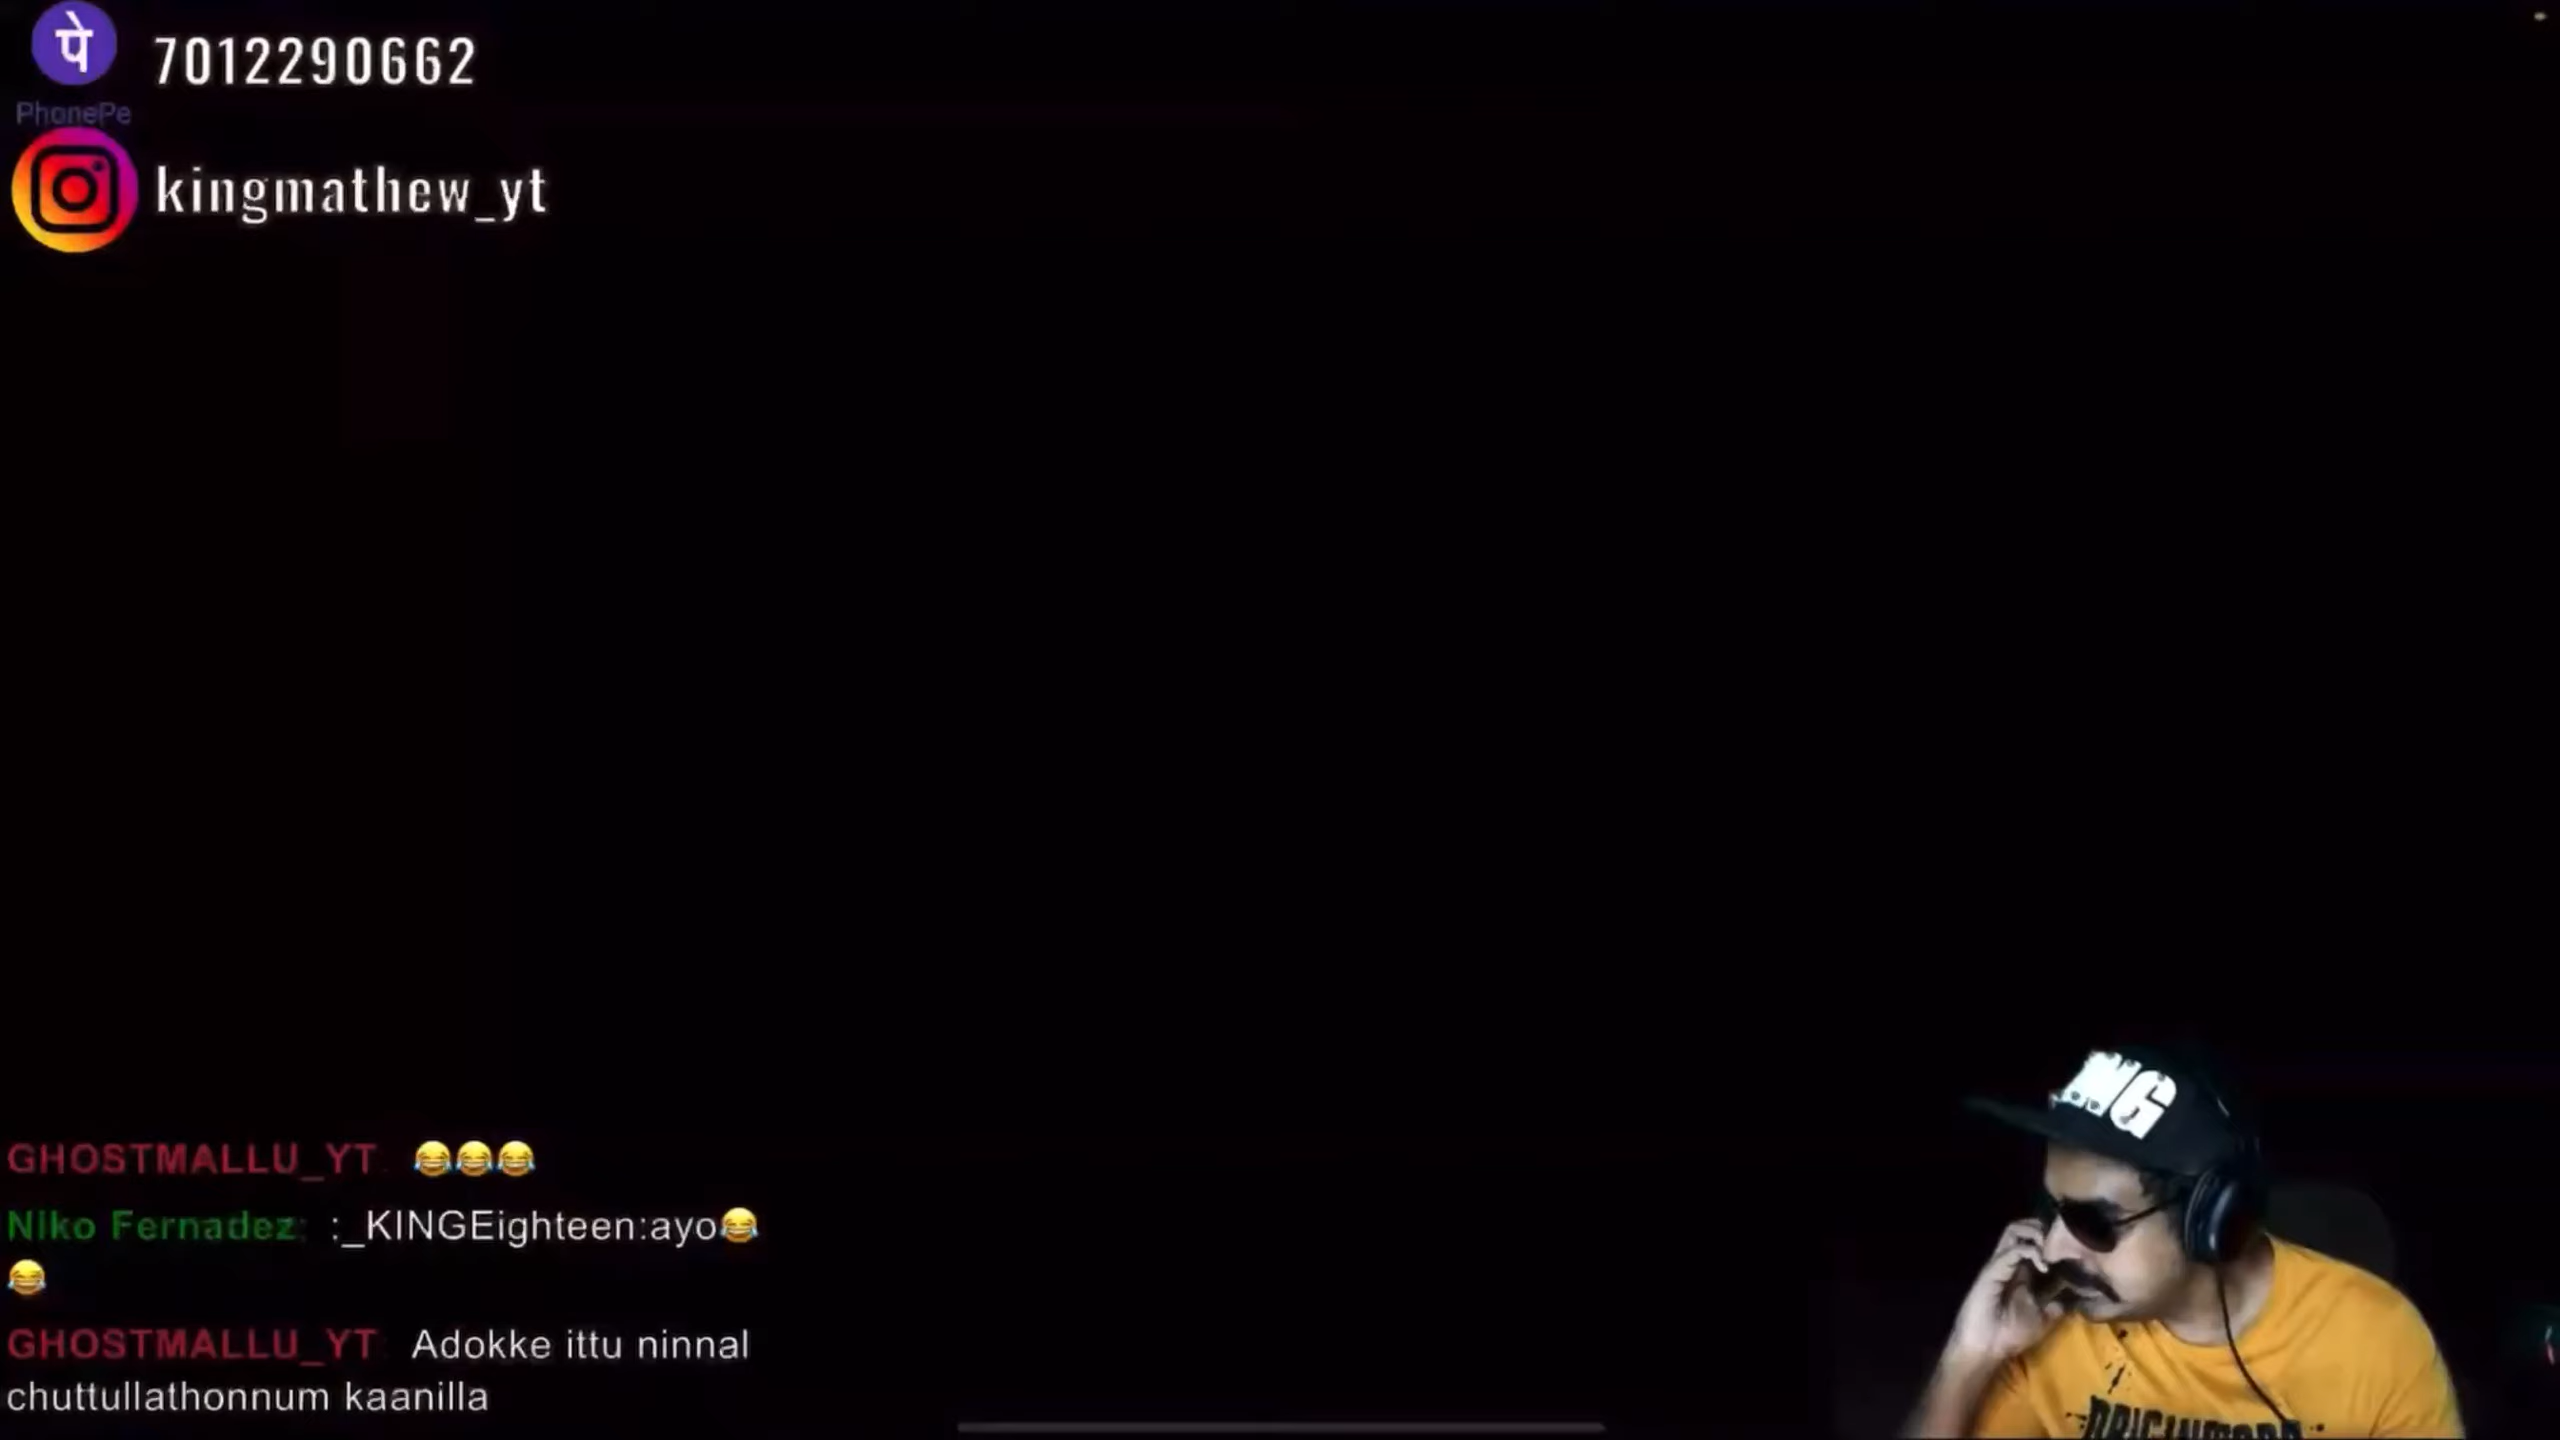 पे
7012290662
PhonePe
kingmathew_yt
GHOSTMALLU_YT: 😂😂😂
NIko Fernadez: :_KINGEighteen:ayo😂
😂
GHOSTMALLU_YT: Adokke ittu ninnal
chuttullathonnum kaanilla